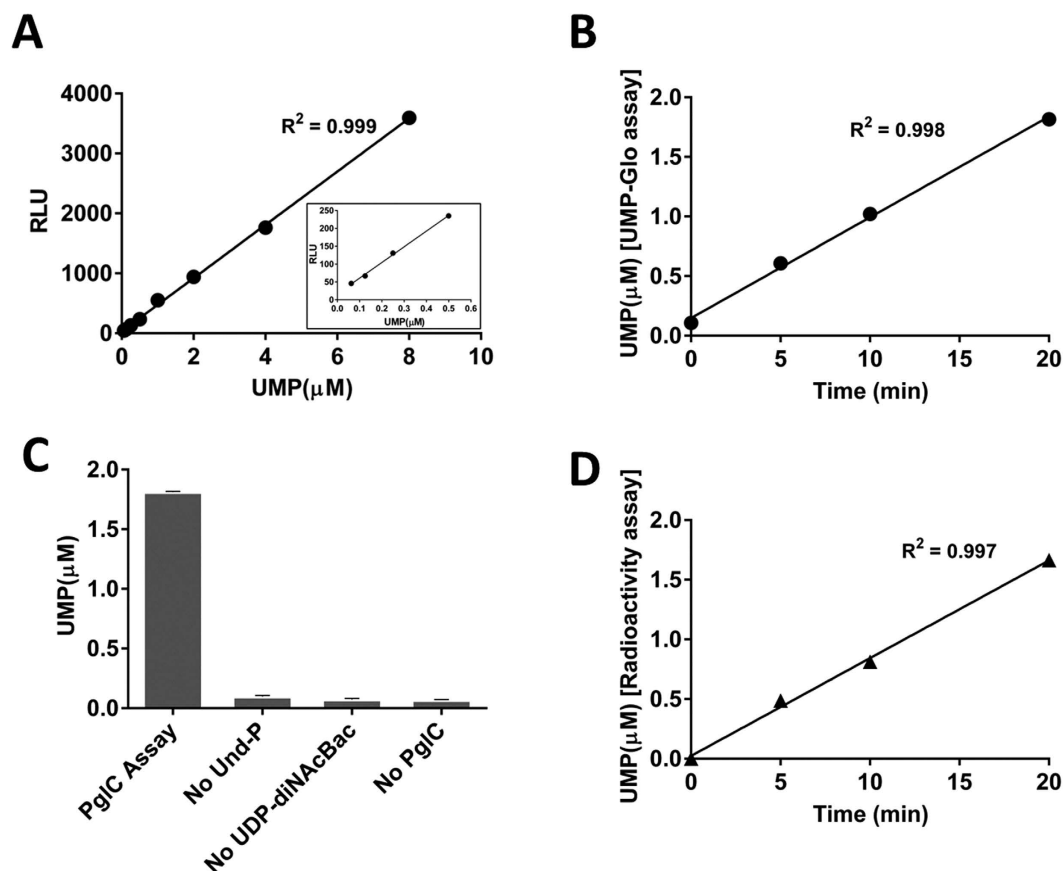 A
4000
3000
2000
1000
0
RLU
R² = 0.999
0 2 4 6 8 10
UMP(μM)
250
200
150
100
50
0
RLU
0.0 0.1 0.2 0.3 0.4 0.5 0.6
UMP(μM)
B
2.0
1.5
1.0
0.5
0.0
UMP(μM) [UMP-Glo assay]
R² = 0.998
0 5 10 15 20
Time (min)
C
2.0
1.5
1.0
0.5
0.0
UMP(μM)
PglC Assay
No Und-P
No UDP-diNAcBac
No PglC
D
2.0
1.5
1.0
0.5
0.0
UMP(μM) [Radioactivity assay]
R² = 0.997
0 5 10 15 20
Time (min)